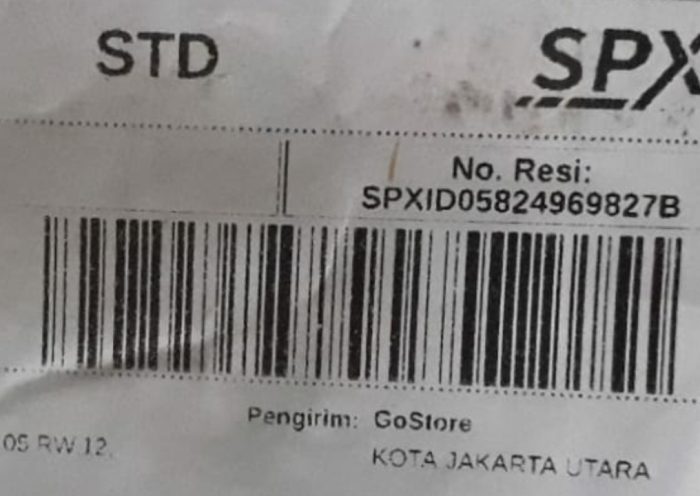 STD
SPX
No. Resi:
SPXID05824969827B
Pengirim: GoStore
05 RW 12,
KOTA JAKARTA UTARA